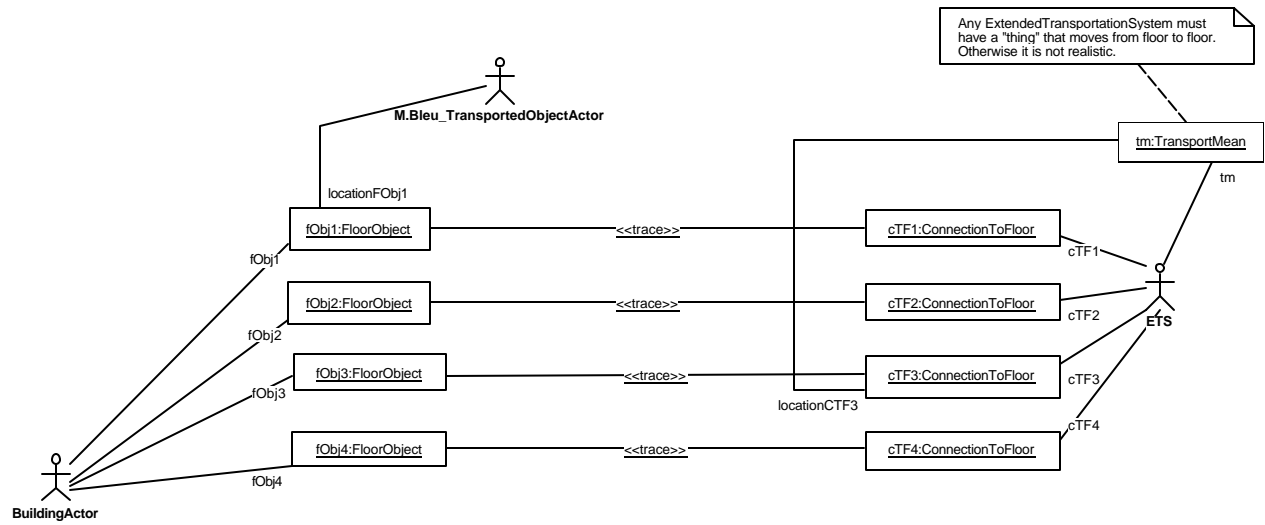 Any ExtendedTransportationSystem must
have a "thing" that moves from floor to floor.
Otherwise it is not realistic.
M.Bleu_TransportedObjectActor
tm:TransportMean
tm
locationFObj1
fObj1:FloorObject
<<trace>>
cTF1:ConnectionToFloor
fObj1
cTF1
fObj2:FloorObject
<<trace>>
cTF2:ConnectionToFloor
fObj2
cTF2
ETS
fObj3:FloorObject
<<trace>>
cTF3:ConnectionToFloor
fObj3
cTF3
locationCTF3
cTF4
fObj4:FloorObject
<<trace>>
cTF4:ConnectionToFloor
fObj4
BuildingActor